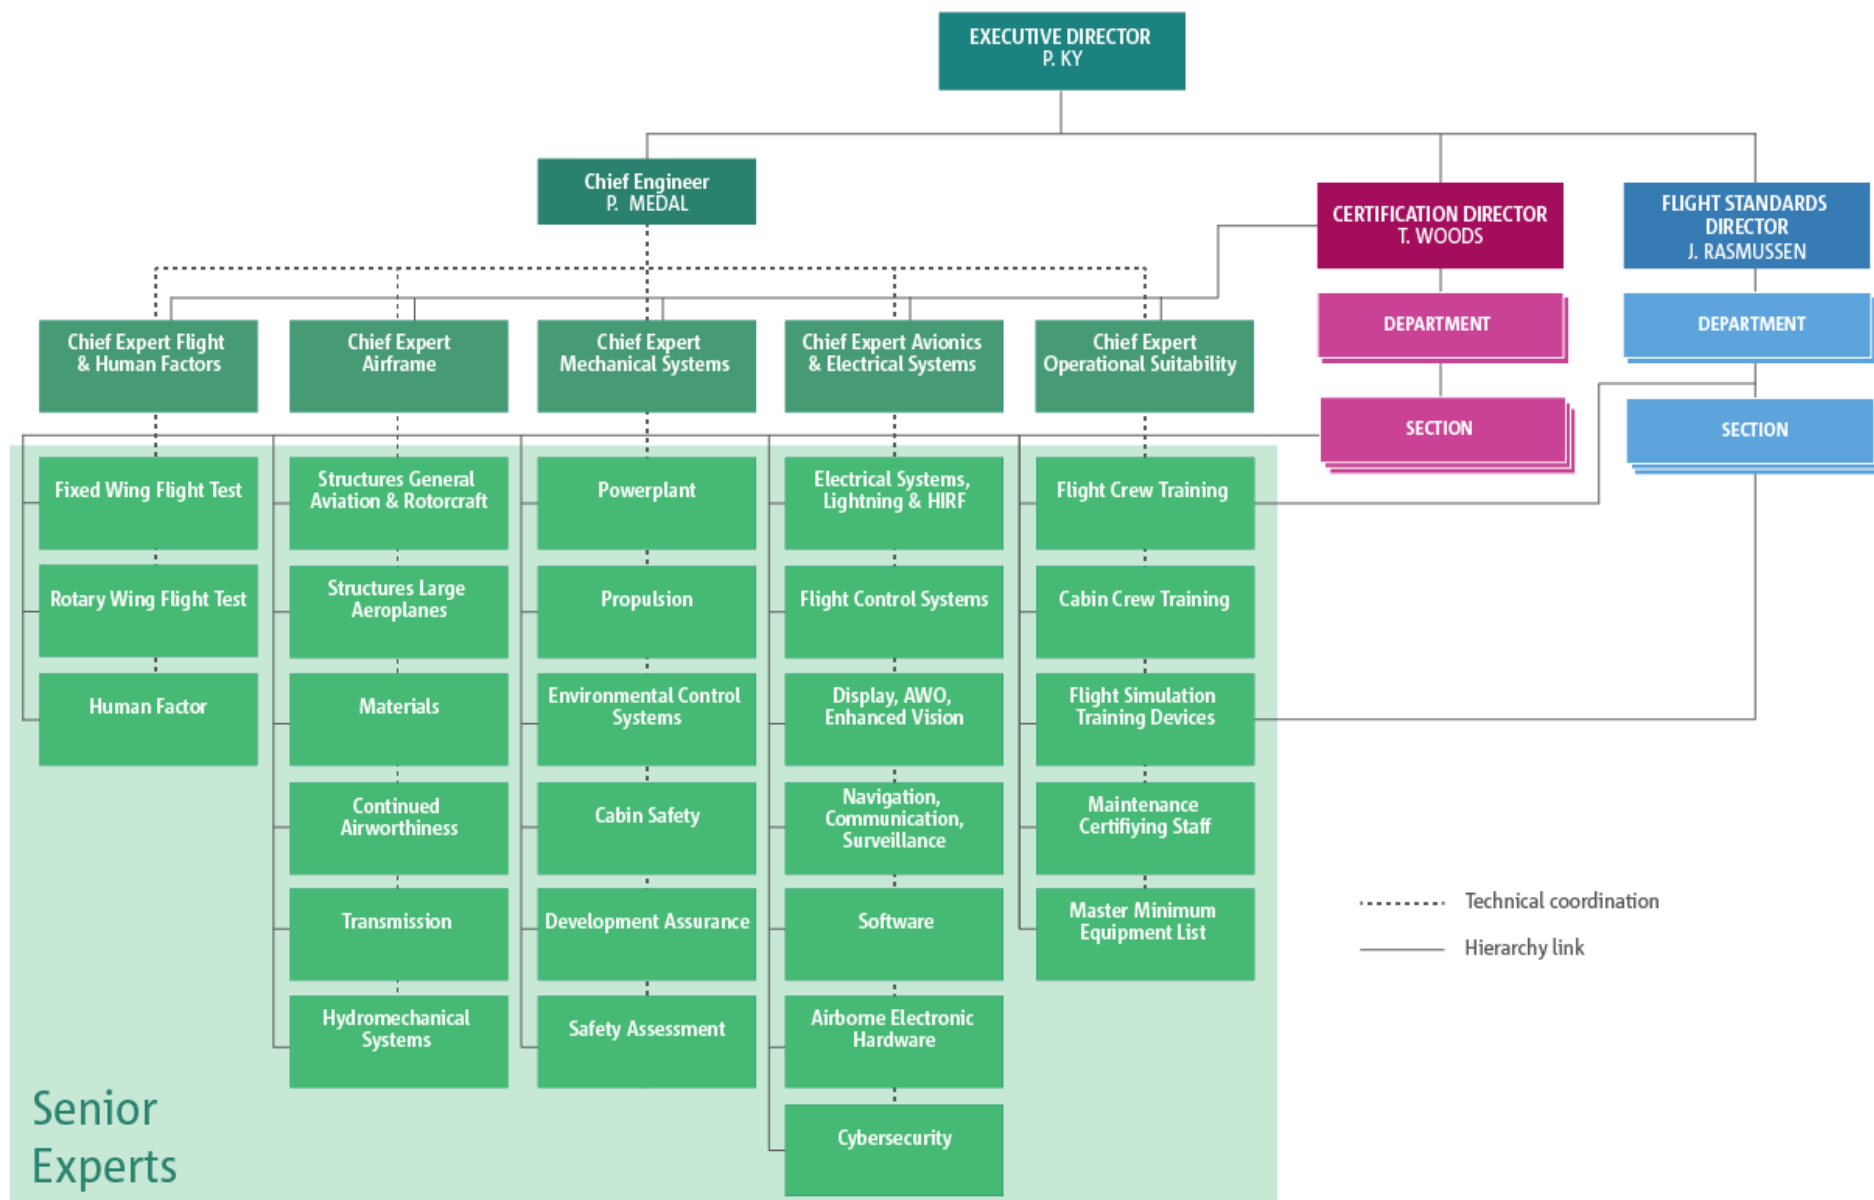 EXECUTIVE DIRECTOR
P. KY
Chief Engineer
P. MEDAL
CERTIFICATION DIRECTOR
T. WOODS
FLIGHT STANDARDS
DIRECTOR
J. RASMUSSEN
DEPARTMENT
DEPARTMENT
SECTION
SECTION
Chief Expert Flight
& Human Factors
Chief Expert
Airframe
Chief Expert
Mechanical Systems
Chief Expert Avionics
& Electrical Systems
Chief Expert
Operational Suitability
Fixed Wing Flight Test
Rotary Wing Flight Test
Human Factor
Structures General
Aviation & Rotorcraft
Structures Large
Aeroplanes
Materials
Continued
Airworthiness
Transmission
Hydromechanical
Systems
Powerplant
Propulsion
Environmental Control
Systems
Cabin Safety
Development Assurance
Safety Assessment
Electrical Systems,
Lightning & HIRF
Flight Control Systems
Display, AWO,
Enhanced Vision
Navigation,
Communication,
Surveillance
Software
Airborne Electronic
Hardware
Cybersecurity
Flight Crew Training
Cabin Crew Training
Flight Simulation
Training Devices
Maintenance
Certifiying Staff
Master Minimum
Equipment List
Senior
Experts
Technical coordination
Hierarchy link